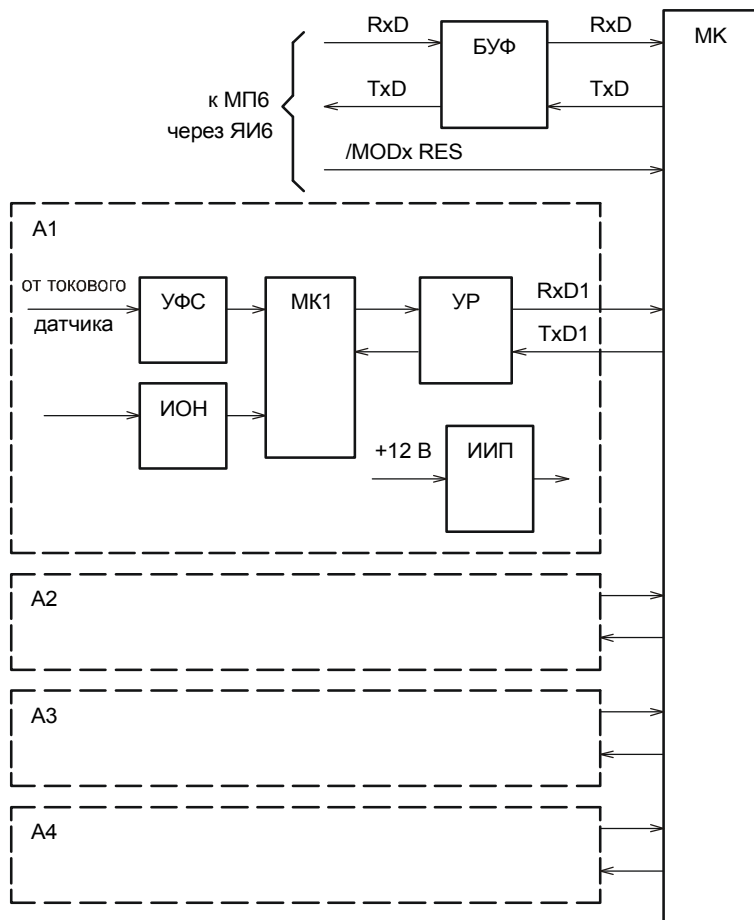 RxD
БУФ
RxD
МК
TxD
TxD
к МП6
через ЯИ6
/MODx RES
А1
от токового
датчика
УФС
МК1
УР
RxD1
TxD1
ИОН
+12 В
ИИП
А2
А3
А4